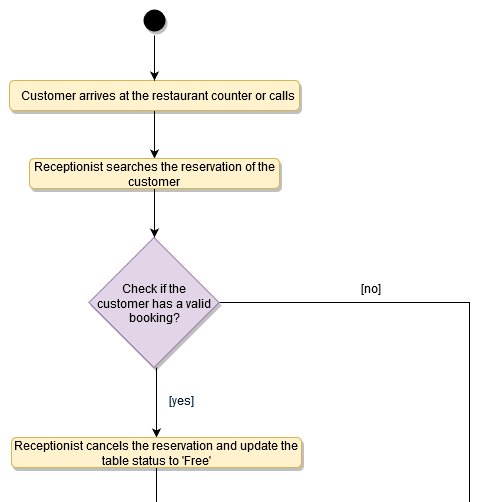 Customer arrives at the restaurant counter or calls
Receptionist searches the reservation of the
customer
Check if the
customer has a valid
booking?
[no]
[yes]
Receptionist cancels the reservation and update the
table status to 'Free'